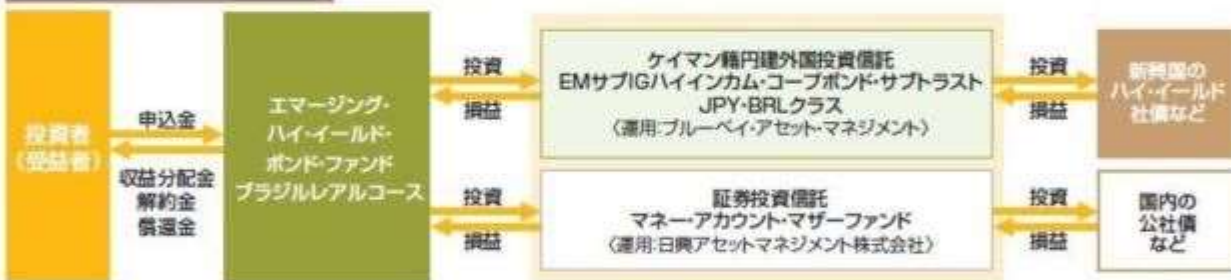 投資者
(受益者)
申込金
収益分配金
解約金
償還金
エマージング・
ハイ・イールド・
ボンド・ファンド
ブラジルレアルコース
投資
損益
ケイマン籍円建外国投資信託
EMサブIGハイインカム・コープボンド・サブトラスト
JPY・BRLクラス
〈運用:ブルーベイ・アセット・マネジメント〉
投資
損益
新興国の
ハイ・イールド
社債など
投資
損益
証券投資信託
マネー・アカウント・マザーファンド
〈運用:日興アセットマネジメント株式会社〉
投資
損益
国内の
公社債
など